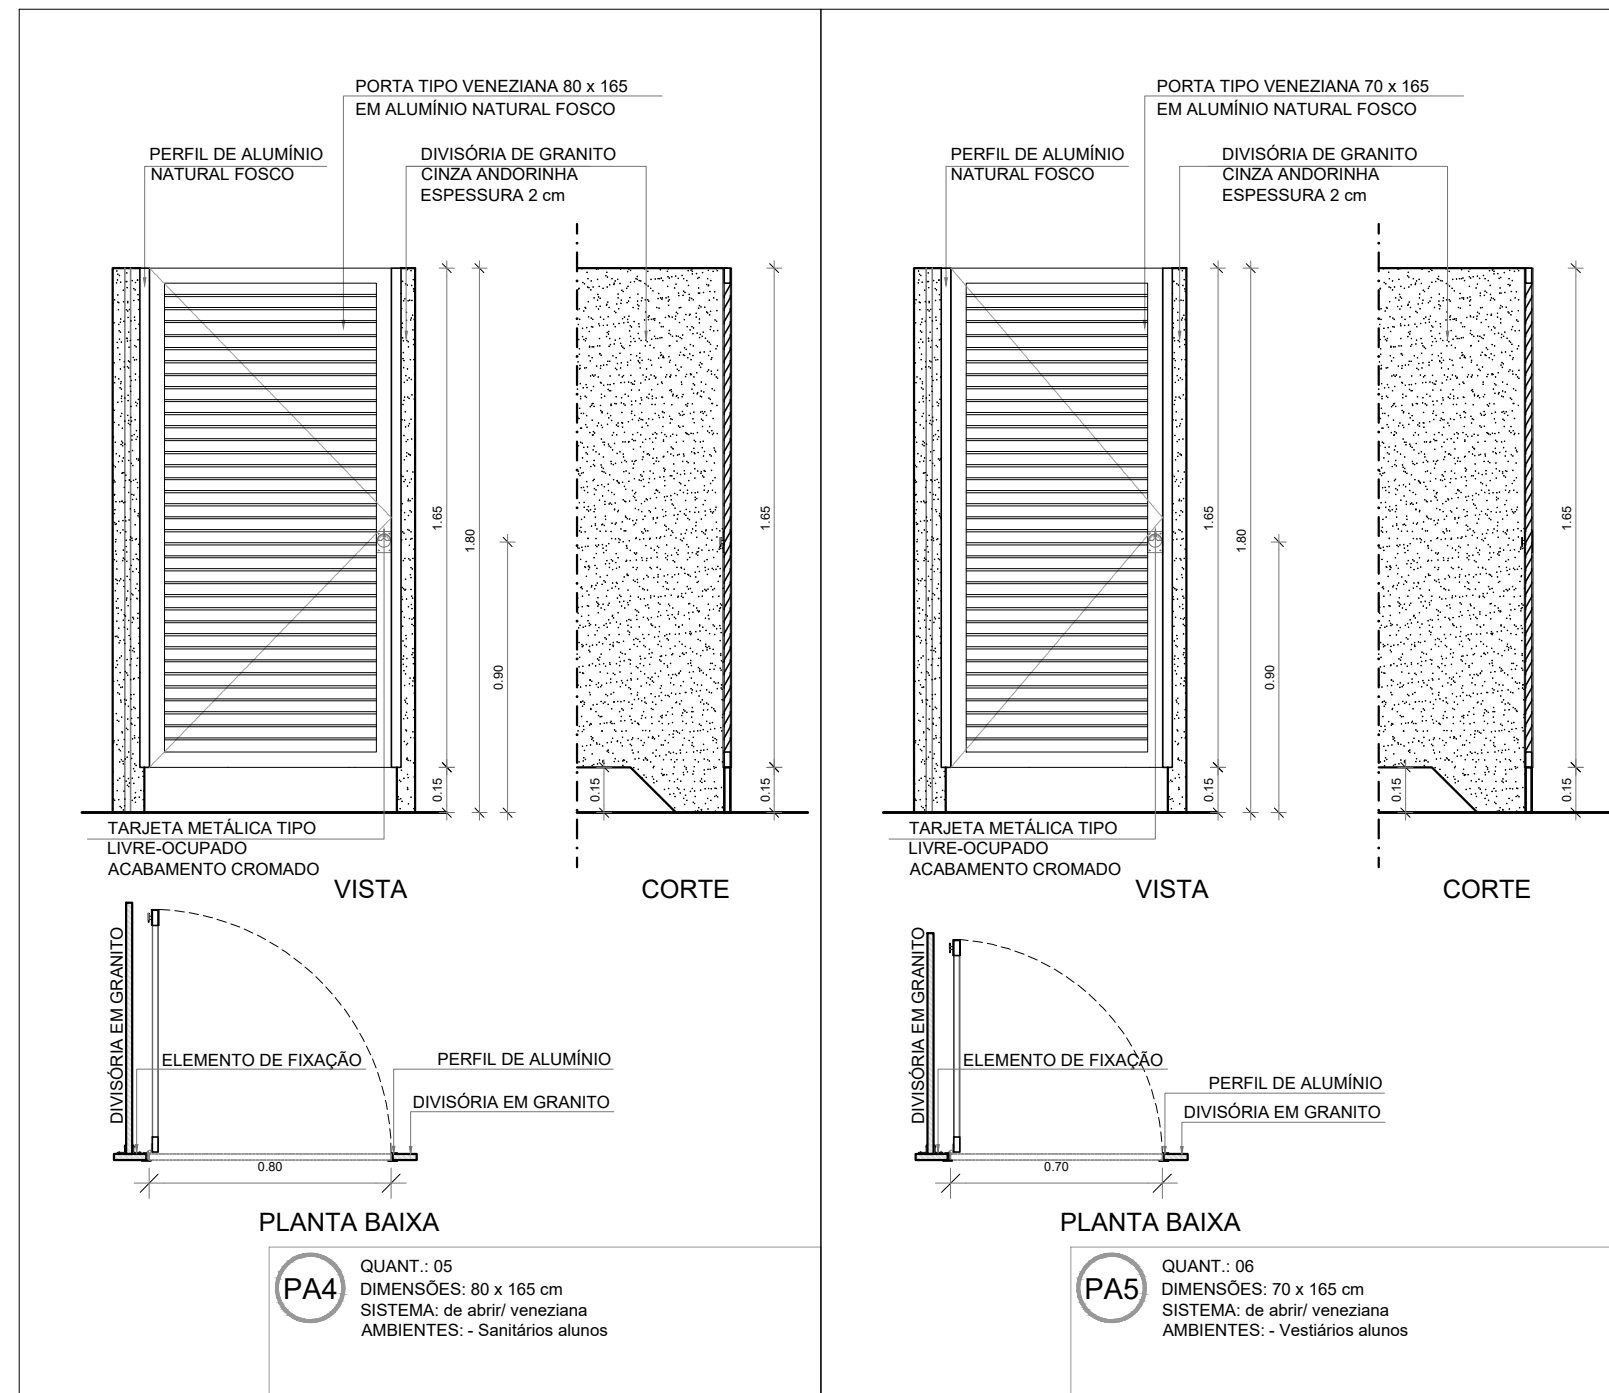 PORTA TIPO VENEZIANA 80 x 165
EM ALUMÍNIO NATURAL FOSCO
PERFIL DE ALUMÍNIO
NATURAL FOSCO
DIVISÓRIA DE GRANITO
CINZA ANDORINHA
ESPESSURA 2 cm
1.65
1.80
0.90
0.15
0.15
1.65
0.15
TARJETA METÁLICA TIPO
LIVRE-OCUPADO
ACABAMENTO CROMADO
VISTA
CORTE
DIVISÓRIA EM GRANITO
ELEMENTO DE FIXAÇÃO
PERFIL DE ALUMÍNIO
DIVISÓRIA EM GRANITO
0.80
PLANTA BAIXA
PA4
QUANT.: 05
DIMENSÕES: 80 x 165 cm
SISTEMA: de abrir/ veneziana
AMBIENTES: - Sanitários alunos
PORTA TIPO VENEZIANA 70 x 165
EM ALUMÍNIO NATURAL FOSCO
PERFIL DE ALUMÍNIO
NATURAL FOSCO
DIVISÓRIA DE GRANITO
CINZA ANDORINHA
ESPESSURA 2 cm
1.65
1.80
0.90
0.15
0.15
1.65
0.15
TARJETA METÁLICA TIPO
LIVRE-OCUPADO
ACABAMENTO CROMADO
VISTA
CORTE
DIVISÓRIA EM GRANITO
ELEMENTO DE FIXAÇÃO
PERFIL DE ALUMÍNIO
DIVISÓRIA EM GRANITO
0.70
PLANTA BAIXA
PA5
QUANT.: 06
DIMENSÕES: 70 x 165 cm
SISTEMA: de abrir/ veneziana
AMBIENTES: - Vestiários alunos